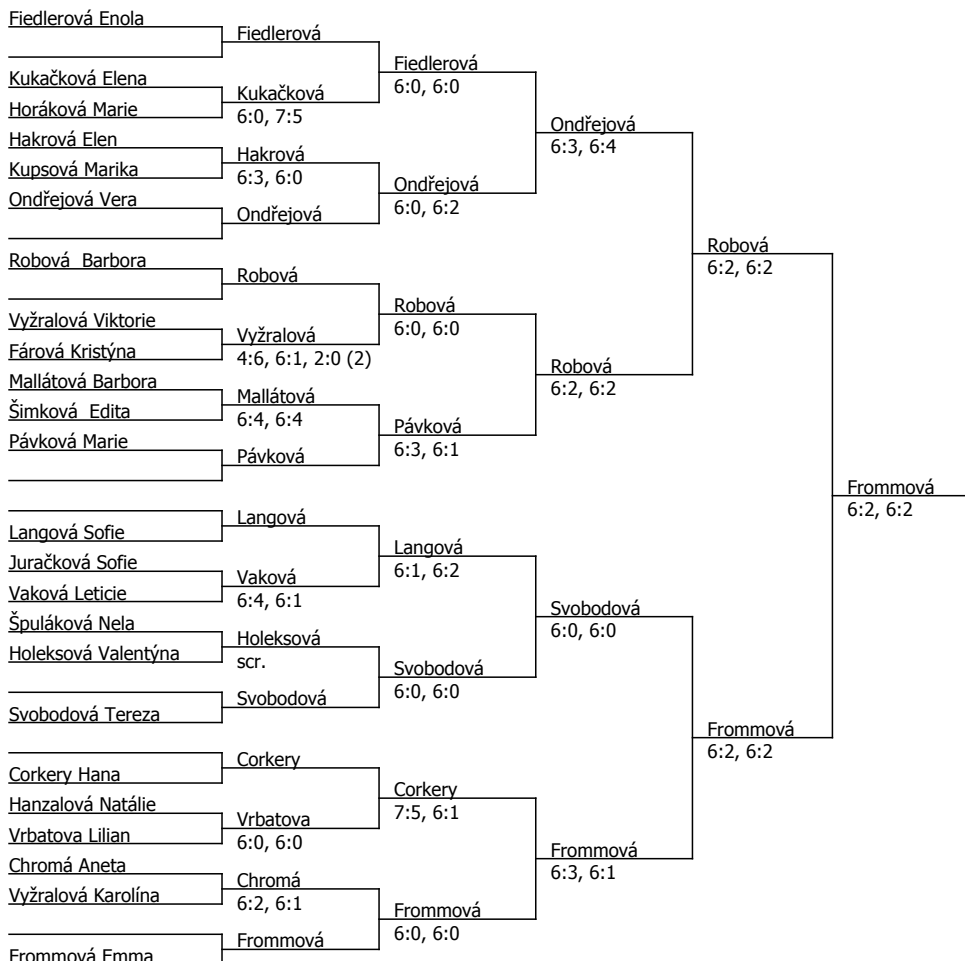 Fiedlerová Enola
Kukačková Elena
Horáková Marie
Hakrová Elen
Kupsová Marika
Ondřejová Vera
Robová  Barbora
Vyžralová Viktorie
Fárová Kristýna
Mallátová Barbora
Šimková  Edita
Pávková Marie
Langová Sofie
Juračková Sofie
Vaková Leticie
Špuláková Nela
Holeksová Valentýna
Svobodová Tereza
Corkery Hana
Hanzalová Natálie
Vrbatova Lilian
Chromá Aneta
Vyžralová Karolína
Frommová Emma
Fiedlerová
Kukačková
6:0, 7:5
Hakrová
6:3, 6:0
Ondřejová
Robová
Vyžralová
4:6, 6:1, 2:0 (2)
Mallátová
6:4, 6:4
Pávková
Langová
Vaková
6:4, 6:1
Holeksová
scr.
Svobodová
Corkery
Vrbatova
6:0, 6:0
Chromá
6:2, 6:1
Frommová
Fiedlerová
6:0, 6:0
Ondřejová
6:0, 6:2
Robová
6:0, 6:0
Pávková
6:3, 6:1
Langová
6:1, 6:2
Svobodová
6:0, 6:0
Corkery
7:5, 6:1
Frommová
6:0, 6:0
Ondřejová
6:3, 6:4
Robová
6:2, 6:2
Svobodová
6:0, 6:0
Frommová
6:3, 6:1
Robová
6:2, 6:2
Frommová
6:2, 6:2
Frommová
6:2, 6:2